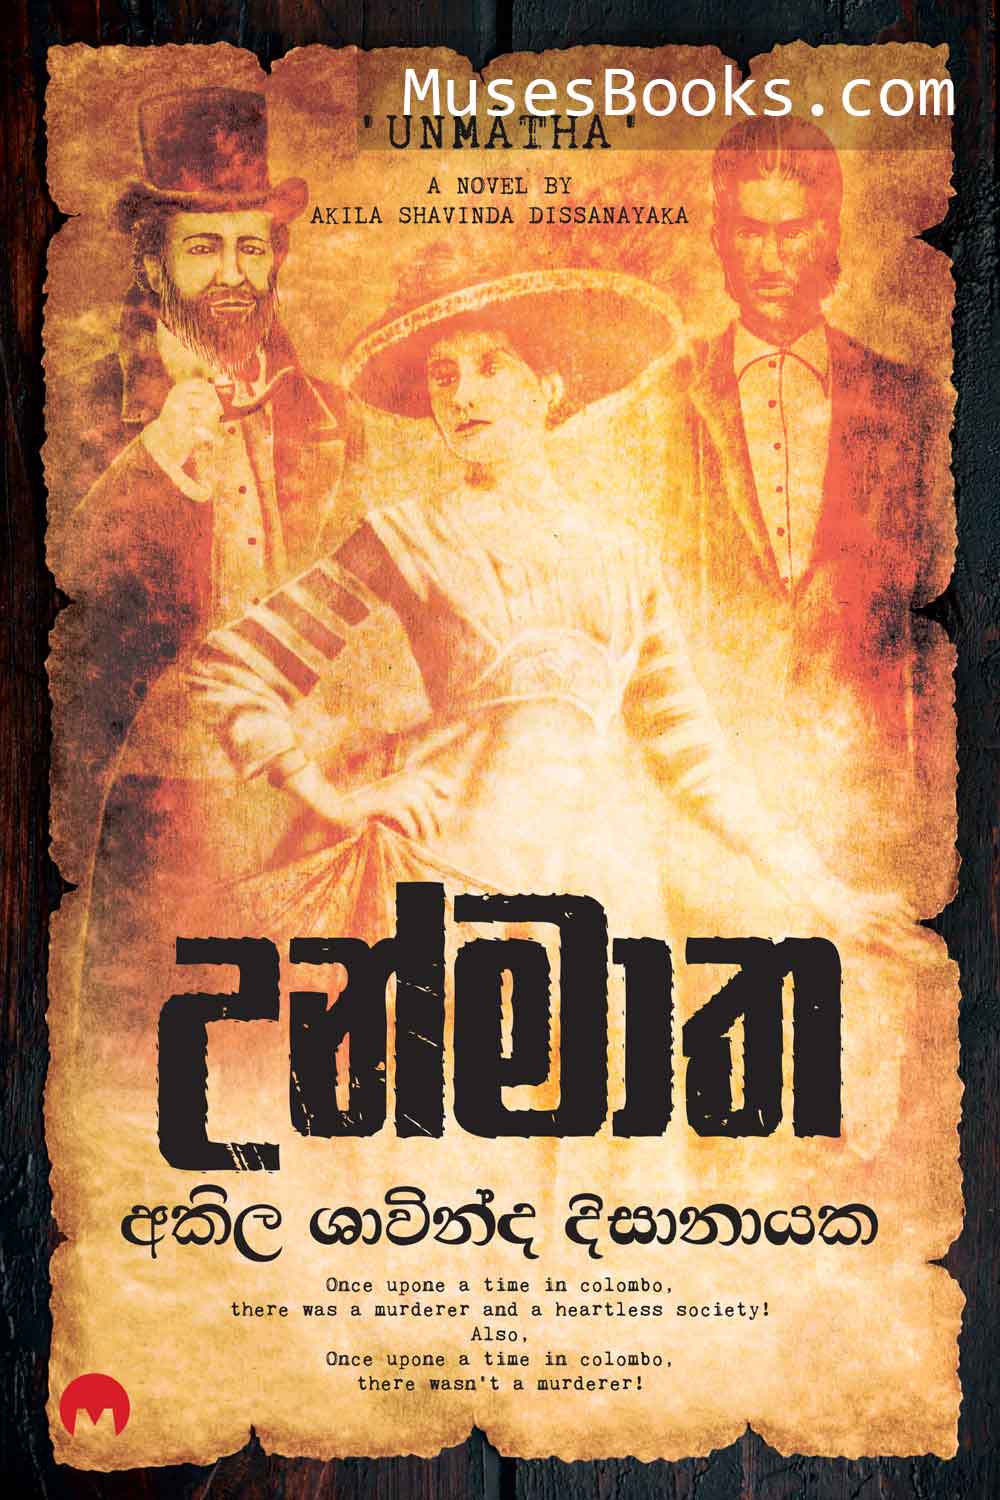 MusesBooks.com
'UNMĀTHA'
A NOVEL BY
AKILA SHAVINDA DISSANAYAKA
උන්මාත
අකිල ශාවින්ද දිසානායක
Once upone a time in colombo,
there was a murderer and a heartless society!
Also,
Once upone a time in colombo,
there wasn't a murderer!
M